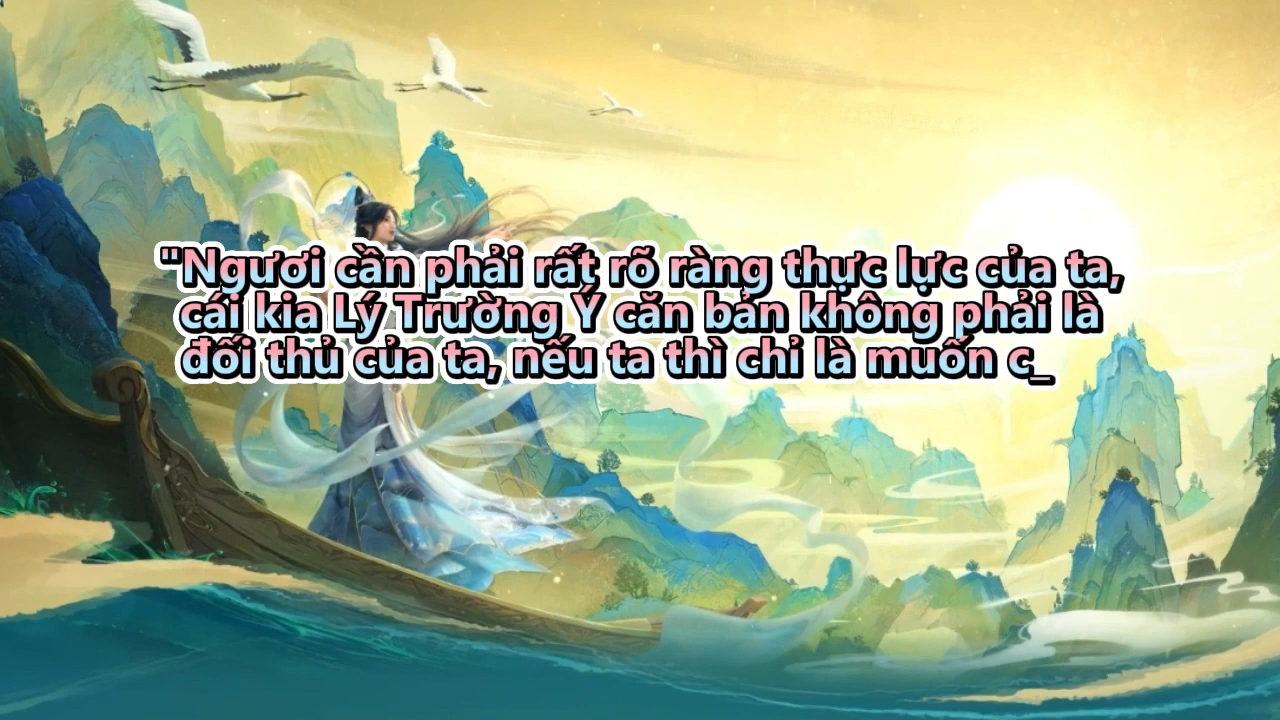 "Ngươi cần phải rất rõ ràng thực lực của ta,
cái kia Lý Trường Ý căn bản không phải là
đối thủ của ta, nếu ta thì chỉ là muốn c_